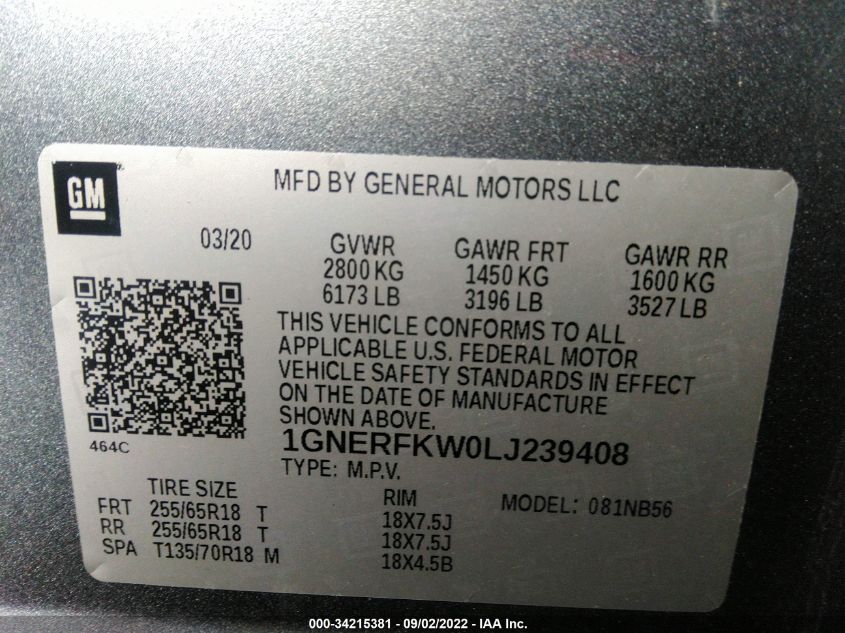 GM
MFD BY GENERAL MOTORS LLC
03/20
GVWR GAWR FRT GAWR RR
2800 KG 1450 KG 1600 KG
6173 LB 3196 LB 3527 LB
THIS VEHICLE CONFORMS TO ALL
APPLICABLE U.S. FEDERAL MOTOR
VEHICLE SAFETY STANDARDS IN EFFECT
ON THE DATE OF MANUFACTURE
SHOWN ABOVE.
464C
1GNERFKW0LJ239408
TYPE: M.P.V.
TIRE SIZE RIM MODEL: 081NB56
FRT 255/65R18 T 18X7.5J
RR 255/65R18 T 18X7.5J
SPA T135/70R18 M 18X4.5B
000-34215381 - 09/02/2022 - IAA Inc.